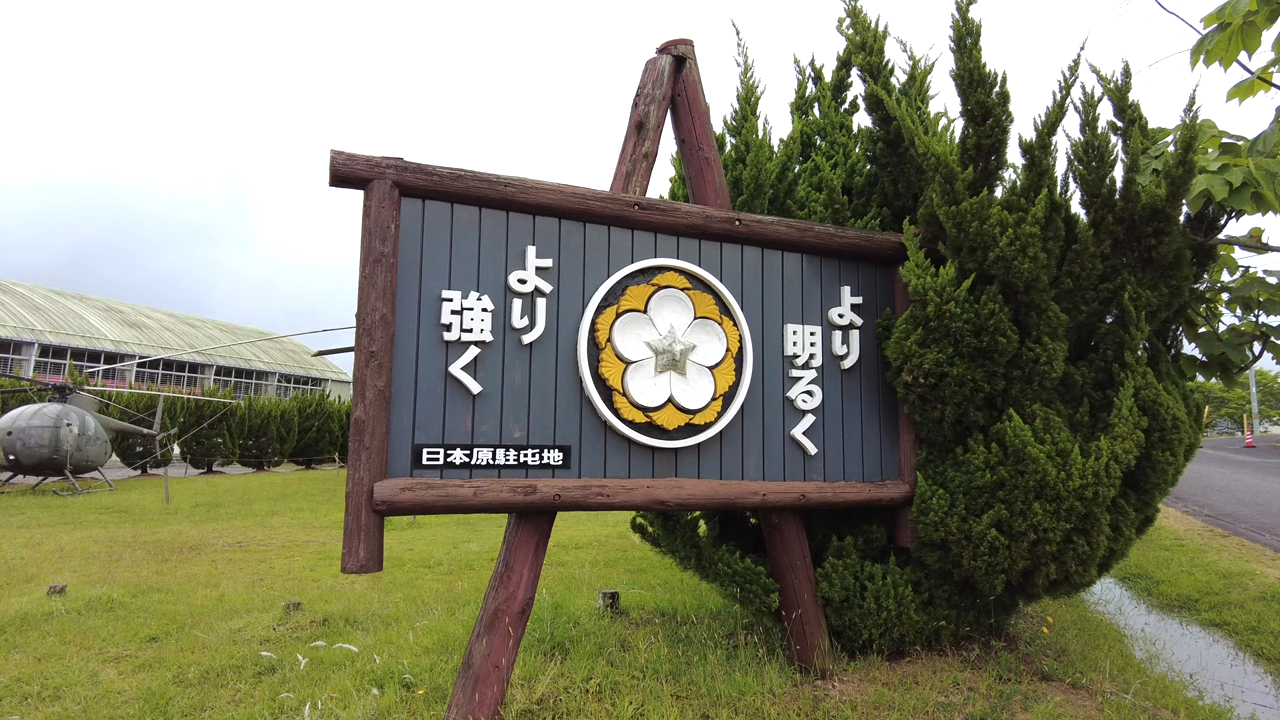 より
明るく
より
強く
日本原駐屯地